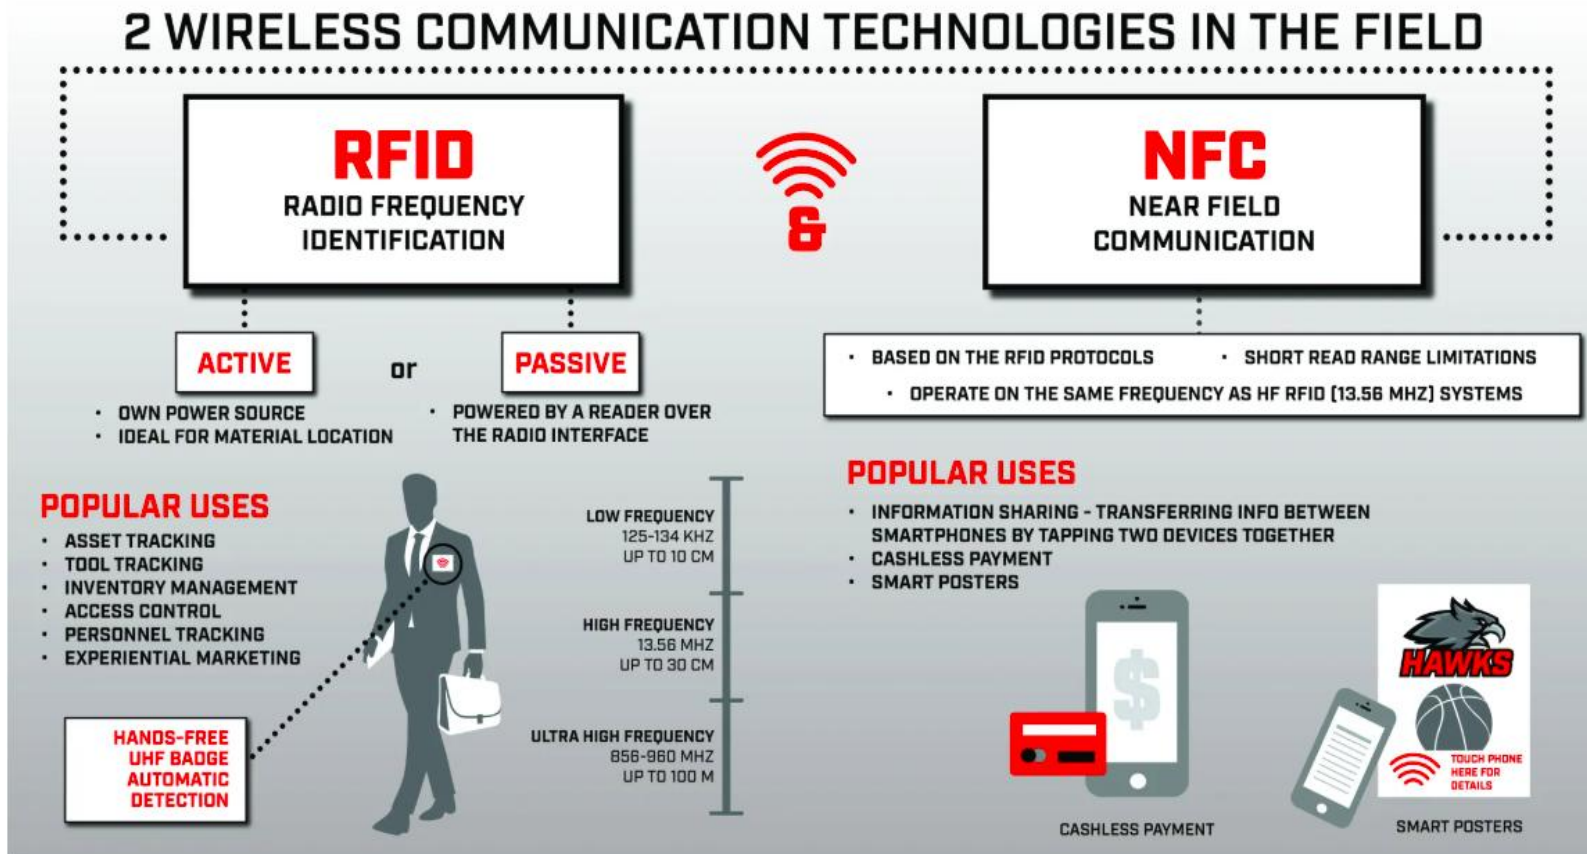 2 WIRELESS COMMUNICATION TECHNOLOGIES IN THE FIELD
RFID
RADIO FREQUENCY
IDENTIFICATION
&
NFC
NEAR FIELD
COMMUNICATION
ACTIVE
or
PASSIVE
• OWN POWER SOURCE
• IDEAL FOR MATERIAL LOCATION
• POWERED BY A READER OVER
THE RADIO INTERFACE
• BASED ON THE RFID PROTOCOLS
• SHORT READ RANGE LIMITATIONS
• OPERATE ON THE SAME FREQUENCY AS HF RFID [13.56 MHZ] SYSTEMS
POPULAR USES
• ASSET TRACKING
• TOOL TRACKING
• INVENTORY MANAGEMENT
• ACCESS CONTROL
• PERSONNEL TRACKING
• EXPERIENTIAL MARKETING
HANDS-FREE
UHF BADGE
AUTOMATIC
DETECTION
LOW FREQUENCY
125-134 KHZ
UP TO 10 CM
HIGH FREQUENCY
13.56 MHZ
UP TO 30 CM
ULTRA HIGH FREQUENCY
856-960 MHZ
UP TO 100 M
POPULAR USES
• INFORMATION SHARING - TRANSFERRING INFO BETWEEN
SMARTPHONES BY TAPPING TWO DEVICES TOGETHER
• CASHLESS PAYMENT
• SMART POSTERS
$
CASHLESS PAYMENT
HAWKS
TOUCH PHONE
HERE FOR
DETAILS
SMART POSTERS